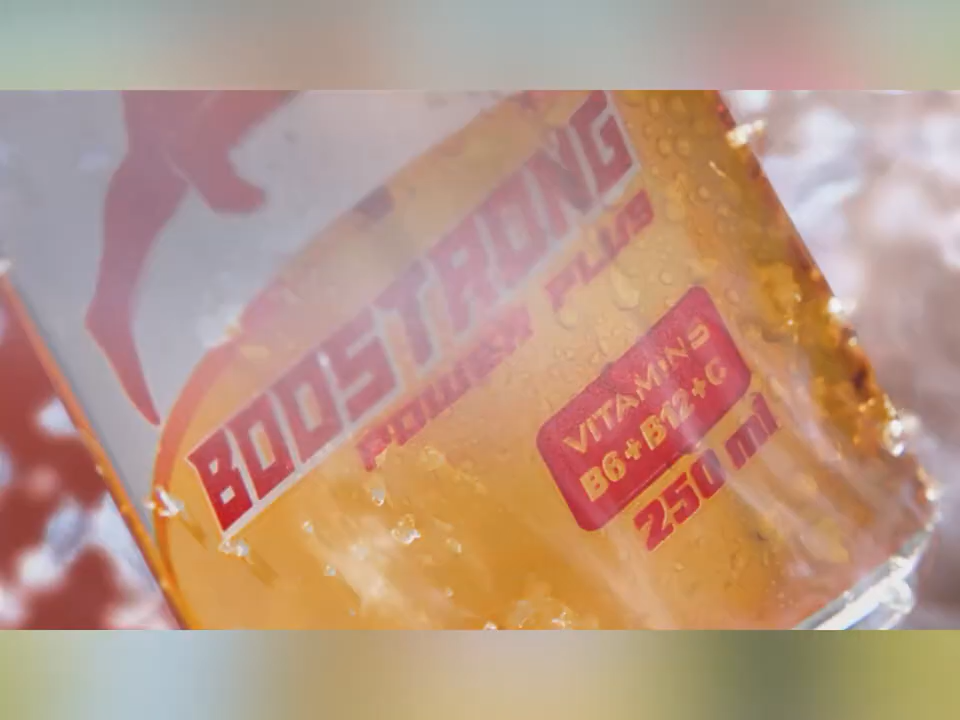 BOOSTRONG
POWER PLUS
VITAMINS
B6+B12+C
250 ml